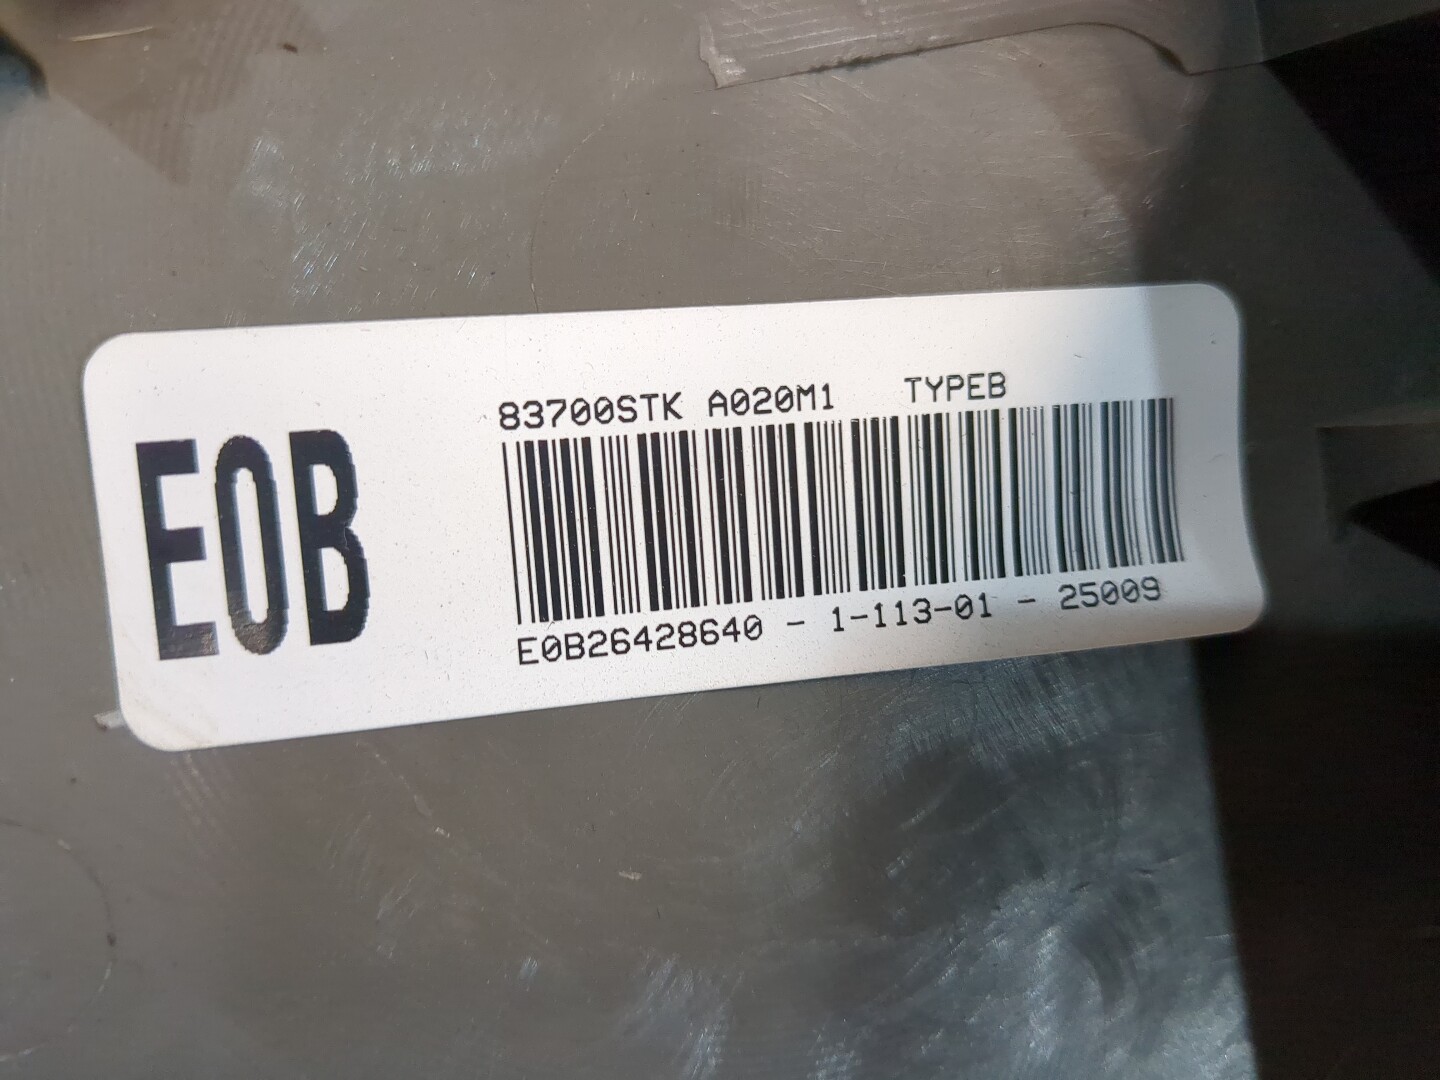 E0B
83700STK A020M1 TYPEB
E0B26428640 - 1-113-01 - 25009